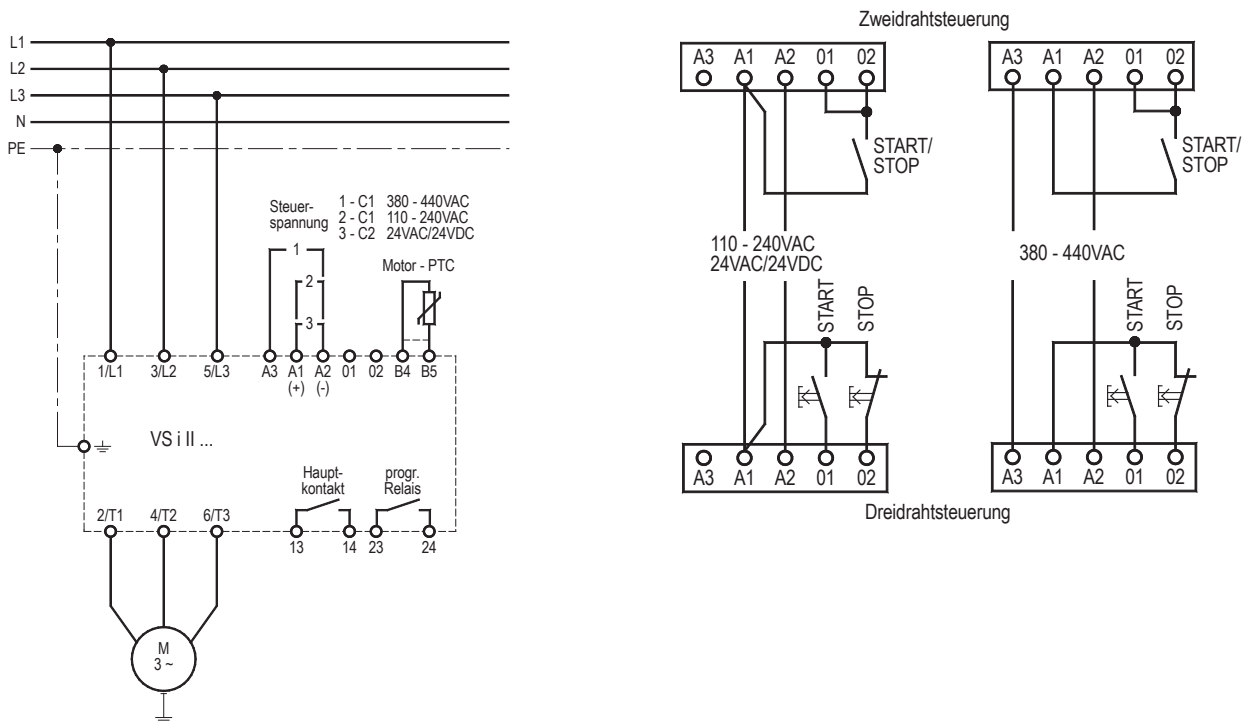 L1
L2
L3
N
PE
Steuer-
spannung
1 - C1 380 - 440VAC
2 - C1 110 - 240VAC
3 - C2 24VAC/24VDC
1
2
3
Motor - PTC
1/L1 3/L2 5/L3 A3 A1 A2 01 02 B4 B5
(+) (-)
VS i II ...
Haupt-
kontakt
progr.
Relais
2/T1 4/T2 6/T3
13 14 23 24
M
3 ~
Zweidrahtsteuerung
A3 A1 A2 01 02
A3 A1 A2 01 02
START/
STOP
START/
STOP
110 - 240VAC
24VAC/24VDC
380 - 440VAC
START
STOP
START
STOP
A3 A1 A2 01 02
A3 A1 A2 01 02
Dreidrahtsteuerung